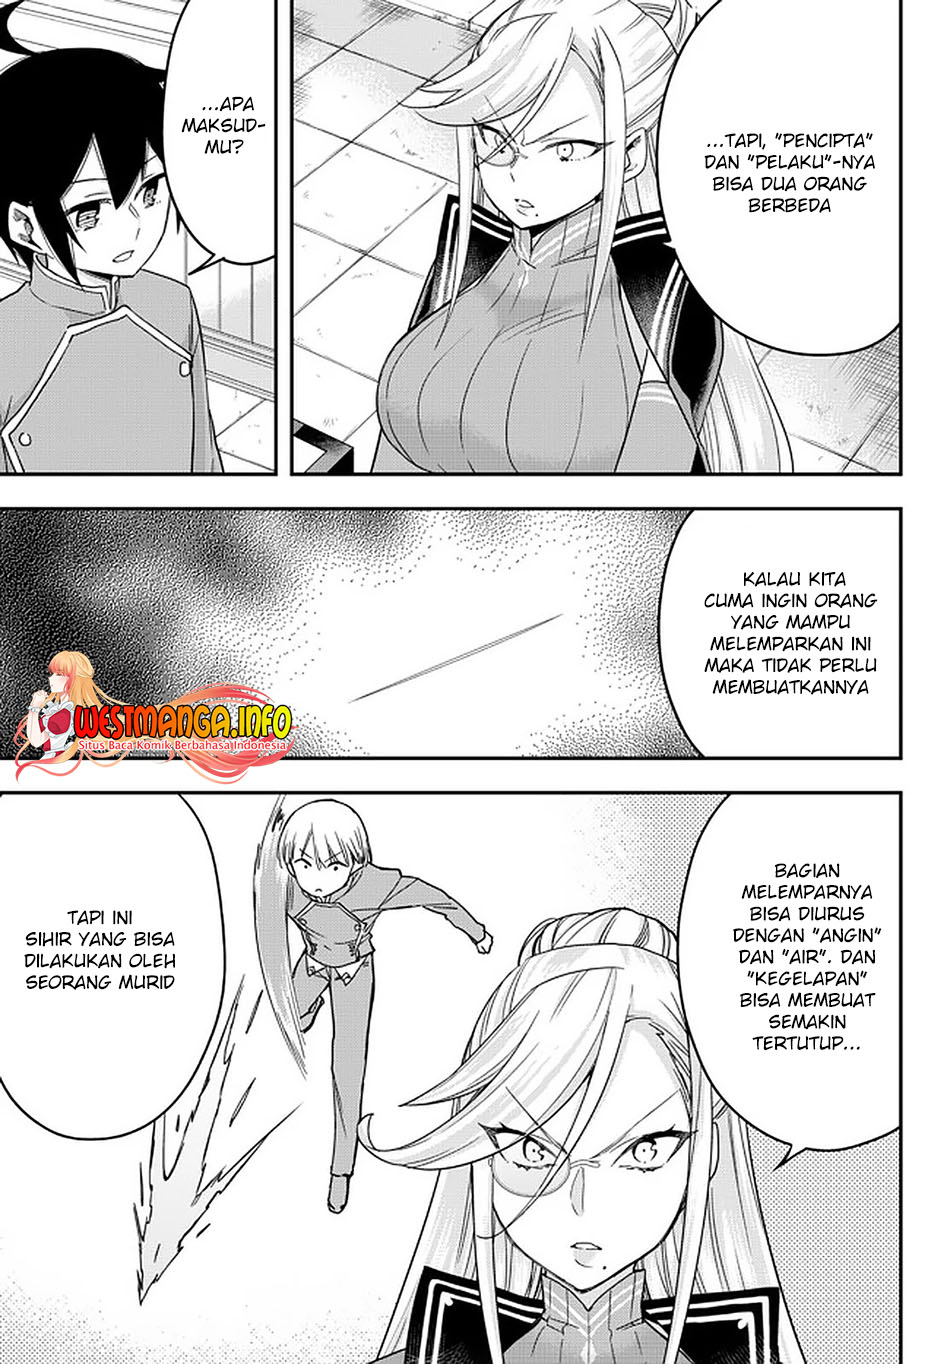 ...TAPI, "PENCIPTA"
DAN "PELAKU"-NYA
BISA DUA ORANG
BERBEDA
...APA
MAKSUD-
MU?
KALAU KITA
CUMA INGIN ORANG
YANG MAMPU
MELEMPARKAN INI
MAKA TIDAK PERLU
MEMBUATKANNYA
WESTMANGA.INFO
Situs Baca Komik Berbahasa Indonesia
BAGIAN
MELEMPARNYA
BISA DIURUS
DENGAN "ANGIN"
DAN "AIR". DAN
"KEGELAPAN"
BISA MEMBUAT
SEMAKIN
TERTUTUP...
TAPI INI
SIHIR YANG BISA
DILAKUKAN OLEH
SEORANG MURID